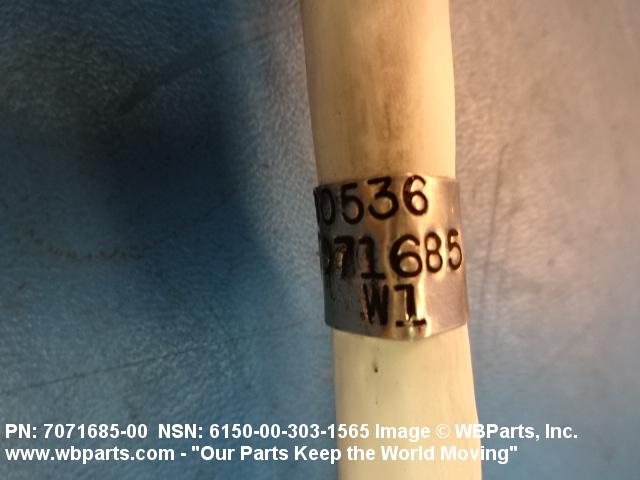 0536
071685
W1
PN: 7071685-00 NSN: 6150-00-303-1565 Image © WBParts, Inc.
www.wbparts.com - "Our Parts Keep the World Moving"